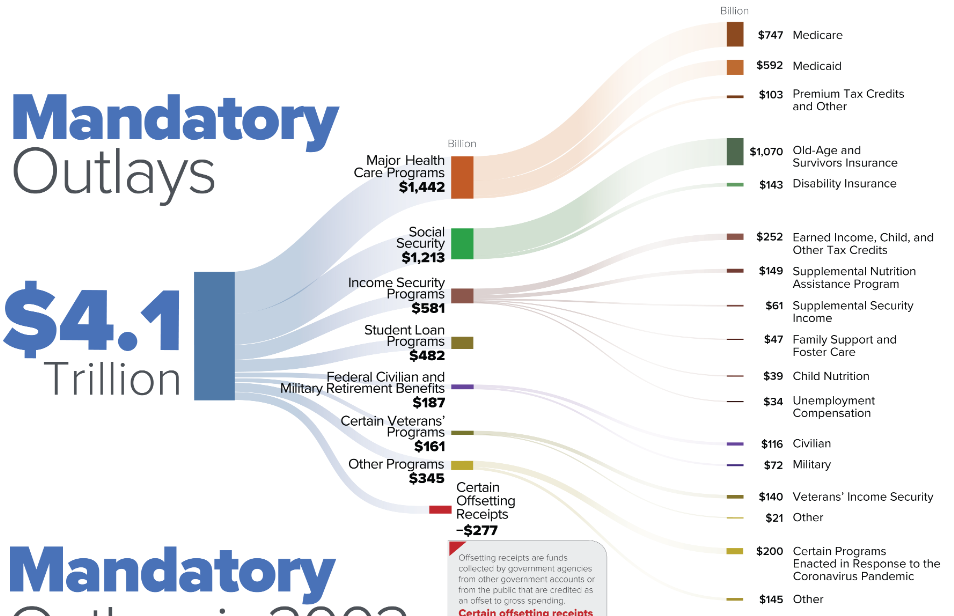 Mandatory
Outlays
$4.1
Trillion
Billion
Major Health
Care Programs
$1,442
Social
Security
$1,213
Income Security
Programs
$581
Student Loan
Programs
$482
Federal Civilian and
Military Retirement Benefits
$187
Certain Veterans’
Programs
$161
Other Programs
$345
Certain
Offsetting
Receipts
–$277
Billion
$747 Medicare
$592 Medicaid
$103 Premium Tax Credits
and Other
$1,070 Old-Age and
Survivors Insurance
$143 Disability Insurance
$252 Earned Income, Child, and
Other Tax Credits
$149 Supplemental Nutrition
Assistance Program
$61 Supplemental Security
Income
$47 Family Support and
Foster Care
$39 Child Nutrition
$34 Unemployment
Compensation
$116 Civilian
$72 Military
$140 Veterans’ Income Security
$21 Other
$200 Certain Programs
Enacted in Response to the
Coronavirus Pandemic
$145 Other
Offsetting receipts are funds
collected by government agencies
from other government accounts or
from the public that are credited as
an offset to gross spending.
Certain offsetting receipts
Mandatory